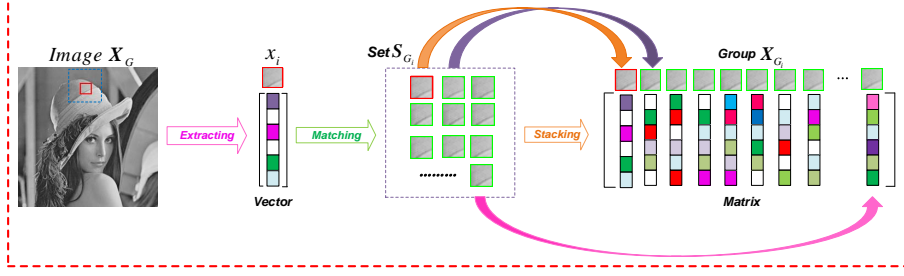 Image X_G
x_i
Set S_{G_i}
Group X_{G_i}
...
Extracting
Matching
Stacking
.........
Vector
Matrix